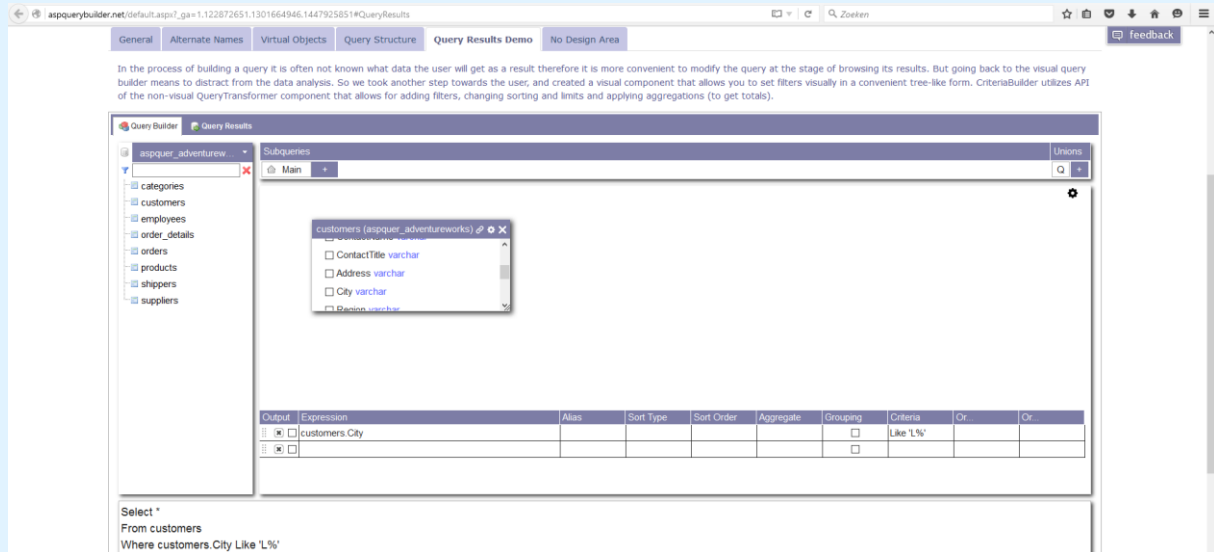 aspquerybuilder.net/default.aspx?_ga=1.122872651.1301664946.1447925851#QueryResults
Zoeken
General Alternate Names Virtual Objects Query Structure Query Results Demo No Design Area
feedback
In the process of building a query it is often not known what data the user will get as a result therefore it is more convenient to modify the query at the stage of browsing its results. But going back to the visual query
builder means to distract from the data analysis. So we took another step towards the user, and created a visual component that allows you to set filters visually in a convenient tree-like form. CriteriaBuilder utilizes API
of the non-visual QueryTransformer component that allows for adding filters, changing sorting and limits and applying aggregations (to get totals).
Query Builder Query Results
aspquer_adventurew...
Subqueries
Unions
Main +
Q +
categories
customers
employees
order_details
orders
products
shippers
suppliers
customers (aspquer_adventureworks)
ContactName varchar
ContactTitle varchar
Address varchar
City varchar
Region varchar
Output Expression Alias Sort Type Sort Order Aggregate Grouping Criteria Or... Or...
customers.City Like 'L%'
Select *
From customers
Where customers.City Like 'L%'